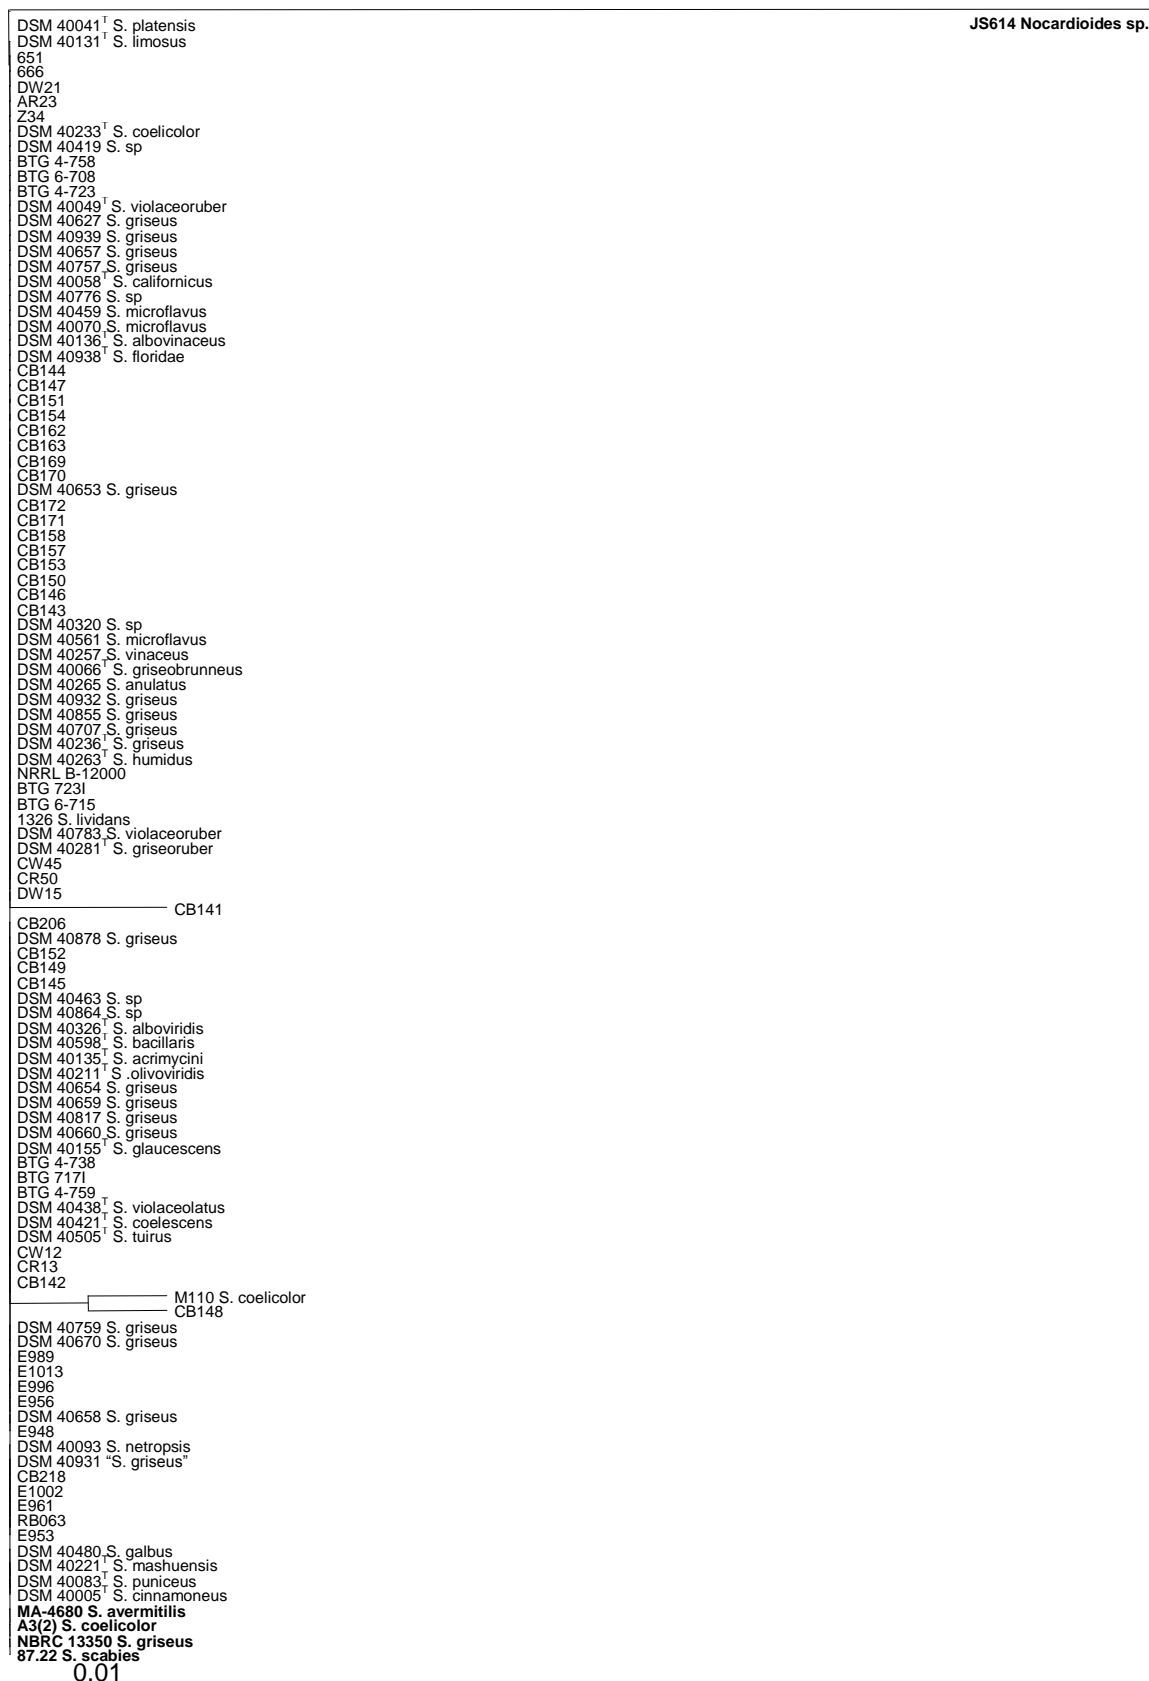 DSM 40041ᵀ S. platensis
JS614 Nocardioides sp.
DSM 40131ᵀ S. limosus
651
666
DW21
AR23
Z34
DSM 40233ᵀ S. coelicolor
DSM 40419 S. sp
BTG 4-758
BTG 6-708
BTG 4-723
DSM 40049ᵀ S. violaceoruber
DSM 40627 S. griseus
DSM 40939 S. griseus
DSM 40657 S. griseus
DSM 40757 S. griseus
DSM 40058ᵀ S. californicus
DSM 40776 S. sp
DSM 40459 S. microflavus
DSM 40070 S. microflavus
DSM 40136ᵀ S. albovinaceus
DSM 40938ᵀ S. floridae
CB144
CB147
CB151
CB154
CB162
CB163
CB169
CB170
DSM 40653 S. griseus
CB172
CB171
CB158
CB157
CB153
CB150
CB146
CB143
DSM 40320 S. sp
DSM 40561 S. microflavus
DSM 40257 S. vinaceus
DSM 40066ᵀ S. griseobrunneus
DSM 40265 S. anulatus
DSM 40932 S. griseus
DSM 40855 S. griseus
DSM 40707 S. griseus
DSM 40236ᵀ S. griseus
DSM 40263ᵀ S. humidus
NRRL B-12000
BTG 723I
BTG 6-715
1326 S. lividans
DSM 40783 S. violaceoruber
DSM 40281ᵀ S. griseoruber
CW45
CR50
DW15
CB141
CB206
DSM 40878 S. griseus
CB152
CB149
CB145
DSM 40463 S. sp
DSM 40864 S. sp
DSM 40326ᵀ S. alboviridis
DSM 40598ᵀ S. bacillaris
DSM 40135ᵀ S. acrimycini
DSM 40211ᵀ S .olivoviridis
DSM 40654 S. griseus
DSM 40659 S. griseus
DSM 40817 S. griseus
DSM 40660 S. griseus
DSM 40155ᵀ S. glaucescens
BTG 4-738
BTG 717I
BTG 4-759
DSM 40438ᵀ S. violaceolatus
DSM 40421ᵀ S. coelescens
DSM 40505ᵀ S. tuirus
CW12
CR13
CB142
M110 S. coelicolor
CB148
DSM 40759 S. griseus
DSM 40670 S. griseus
E989
E1013
E996
E956
DSM 40658 S. griseus
E948
DSM 40093 S. netropsis
DSM 40931 “S. griseus”
CB218
E1002
E961
RB063
E953
DSM 40480 S. galbus
DSM 40221ᵀ S. mashuensis
DSM 40083ᵀ S. puniceus
DSM 40005ᵀ S. cinnamoneus
MA-4680 S. avermitilis
A3(2) S. coelicolor
NBRC 13350 S. griseus
87.22 S. scabies
0.01